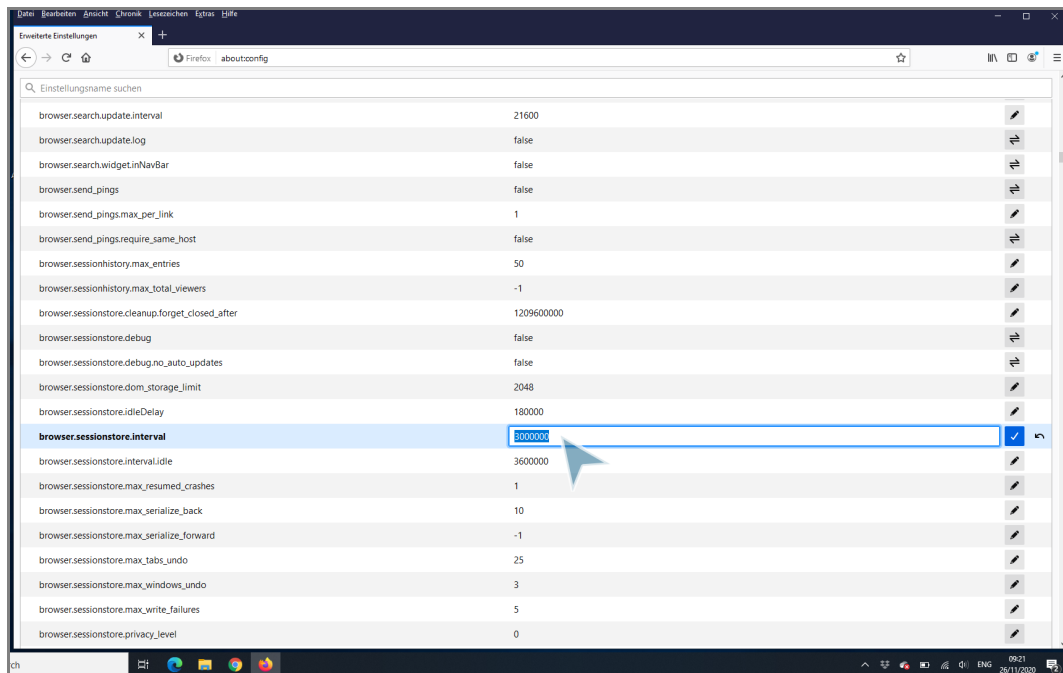 Datei Bearbeiten Ansicht Chronik Lesezeichen Extras Hilfe
Erweiterte Einstellungen
Firefox about:config
Einstellungsname suchen
browser.search.update.interval 21600
browser.search.update.log false
browser.search.widget.inNavBar false
browser.send_pings false
browser.send_pings.max_per_link 1
browser.send_pings.require_same_host false
browser.sessionhistory.max_entries 50
browser.sessionhistory.max_total_viewers -1
browser.sessionstore.cleanup.forget_closed_after 1209600000
browser.sessionstore.debug false
browser.sessionstore.debug.no_auto_updates false
browser.sessionstore.dom_storage_limit 2048
browser.sessionstore.idleDelay 180000
browser.sessionstore.interval 3000000
browser.sessionstore.interval.idle 3600000
browser.sessionstore.max_resumed_crashes 1
browser.sessionstore.max_serialize_back 10
browser.sessionstore.max_serialize_forward -1
browser.sessionstore.max_tabs_undo 25
browser.sessionstore.max_windows_undo 3
browser.sessionstore.max_write_failures 5
browser.sessionstore.privacy_level 0
rch ENG 09:21
26/11/2020